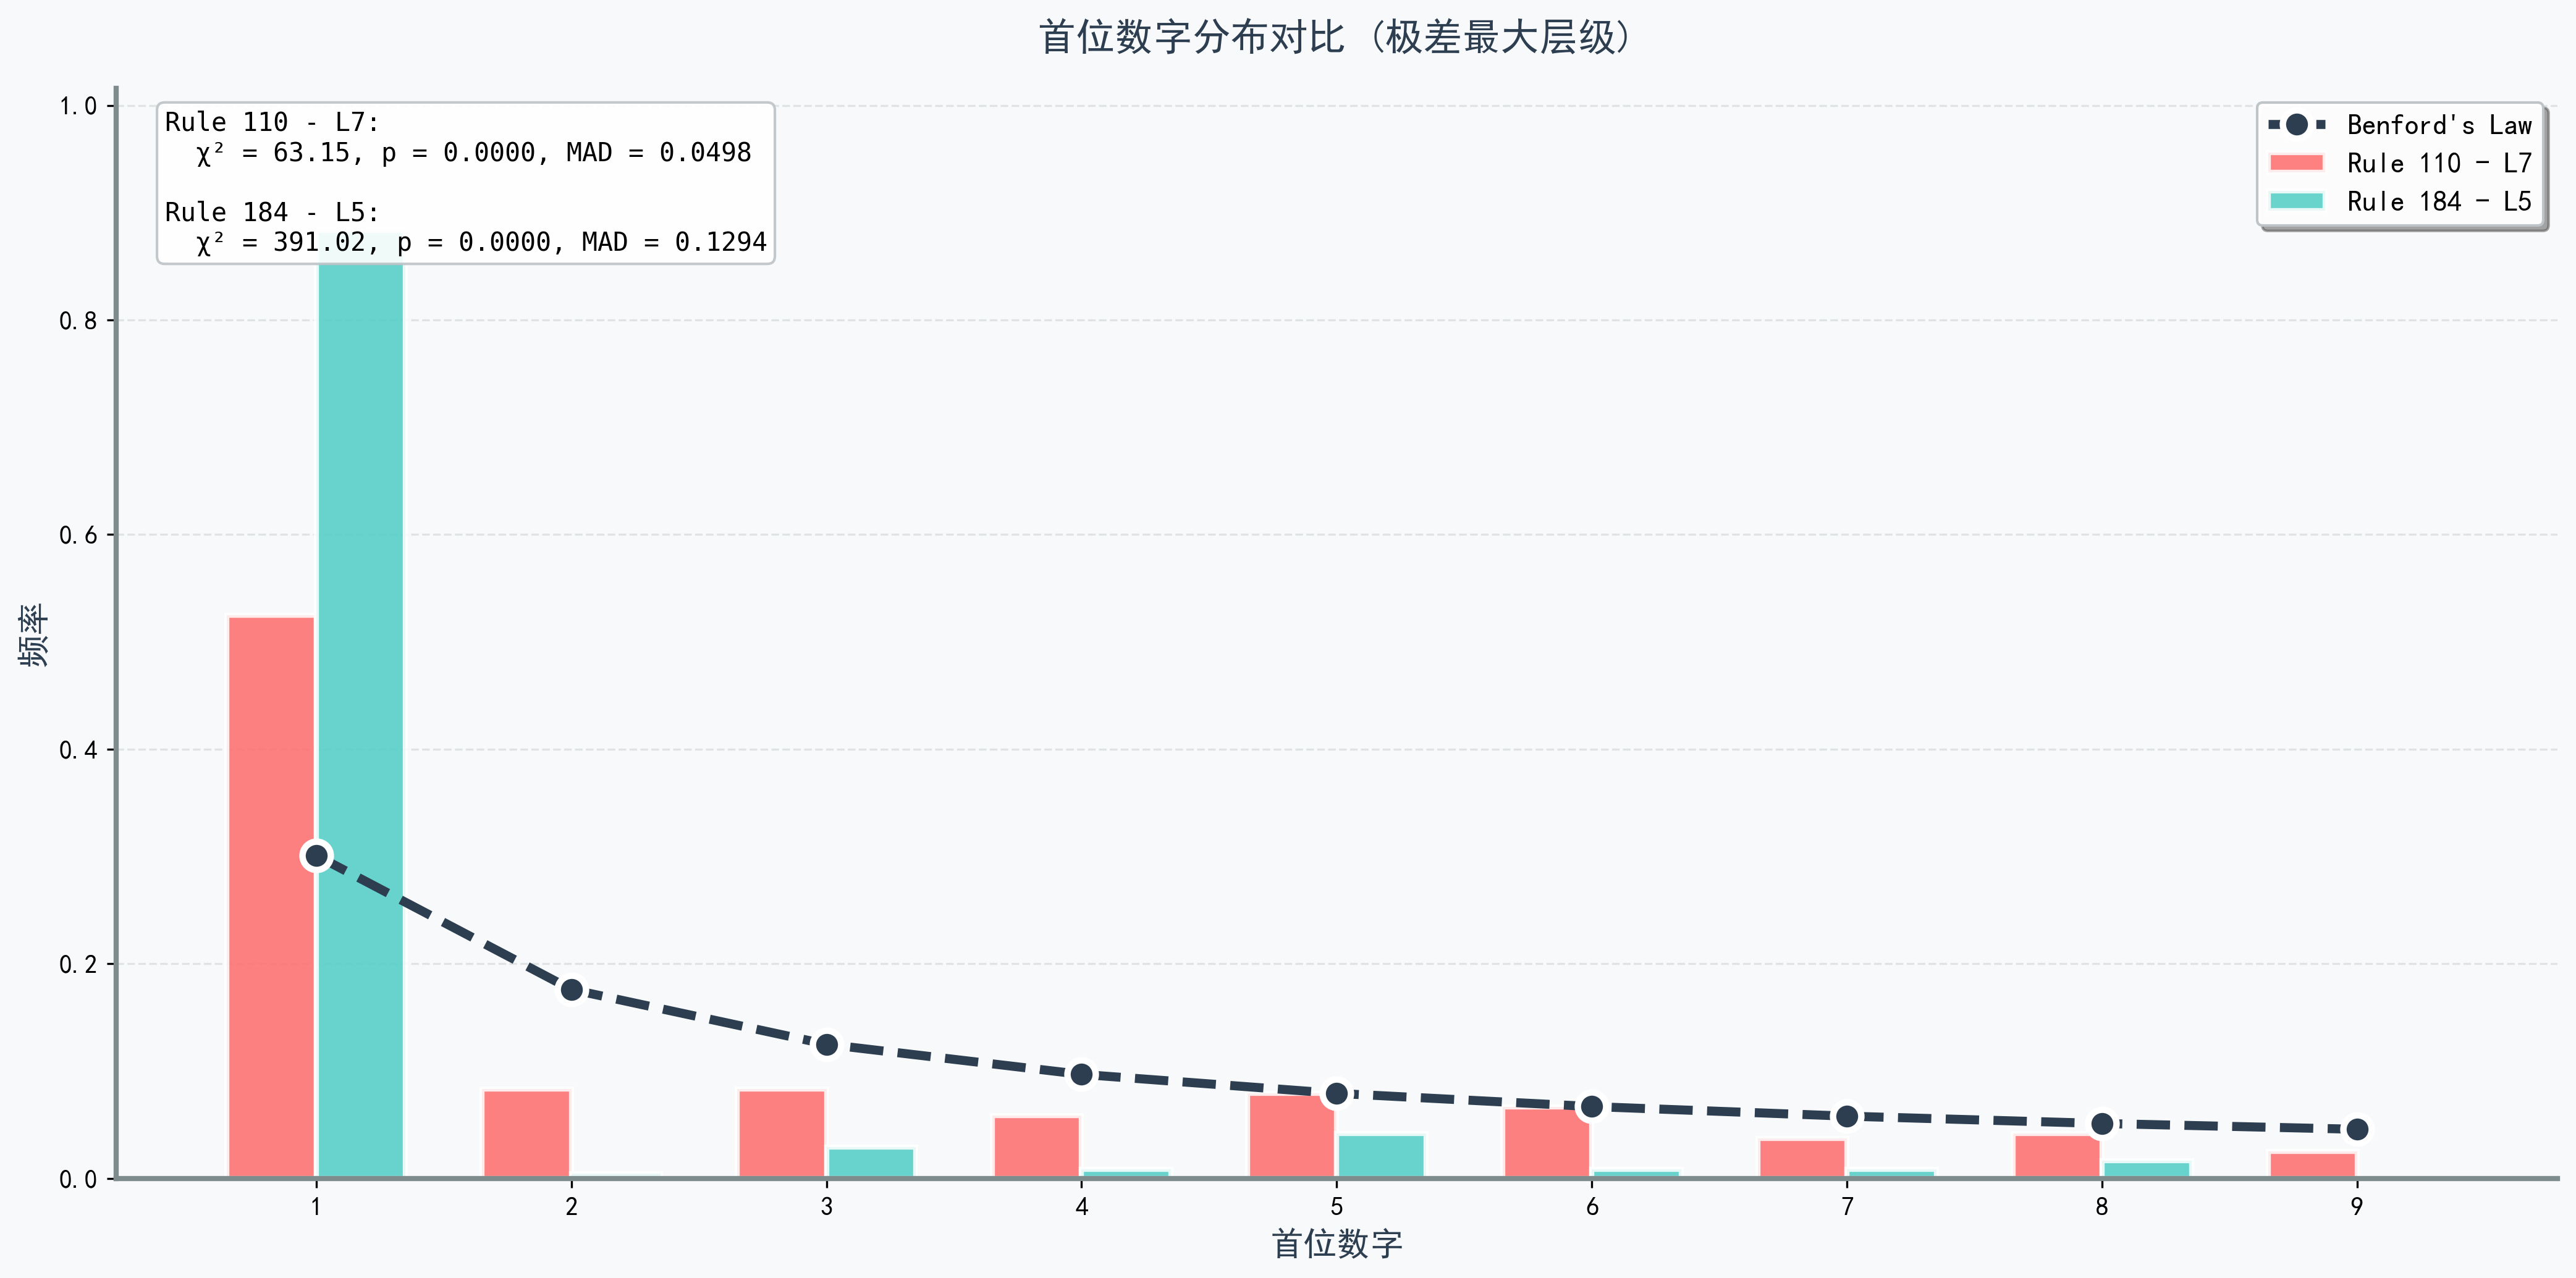 首位数字分布对比 (极差最大层级)
Rule 110 - L7:
χ² = 63.15, p = 0.0000, MAD = 0.0498
Rule 184 - L5:
χ² = 391.02, p = 0.0000, MAD = 0.1294
Benford's Law
Rule 110 - L7
Rule 184 - L5
频率
1.0
0.8
0.6
0.4
0.2
0.0
1 2 3 4 5 6 7 8 9
首位数字